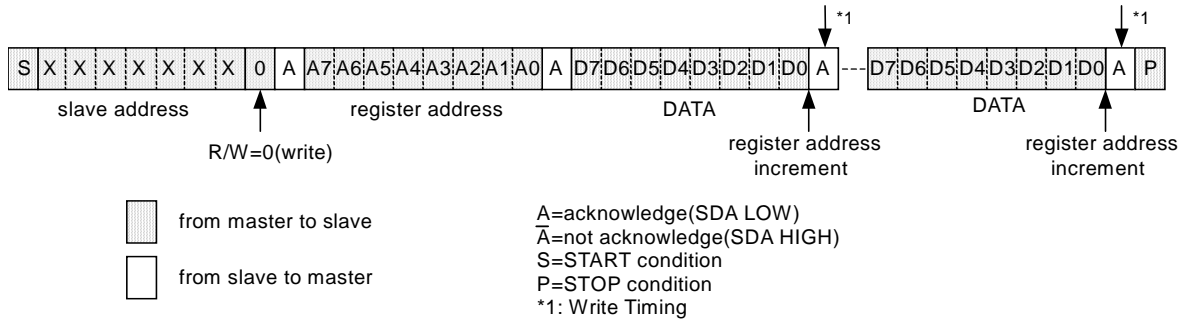 *1 *1
S X X X X X X X 0 A A7 A6 A5 A4 A3 A2 A1 A0 A D7 D6 D5 D4 D3 D2 D1 D0 A D7 D6 D5 D4 D3 D2 D1 D0 A P
slave address register address DATA DATA
R/W=0(write)
register address
increment
register address
increment
from master to slave
from slave to master
A=acknowledge(SDA LOW)
A̅=not acknowledge(SDA HIGH)
S=START condition
P=STOP condition
*1: Write Timing